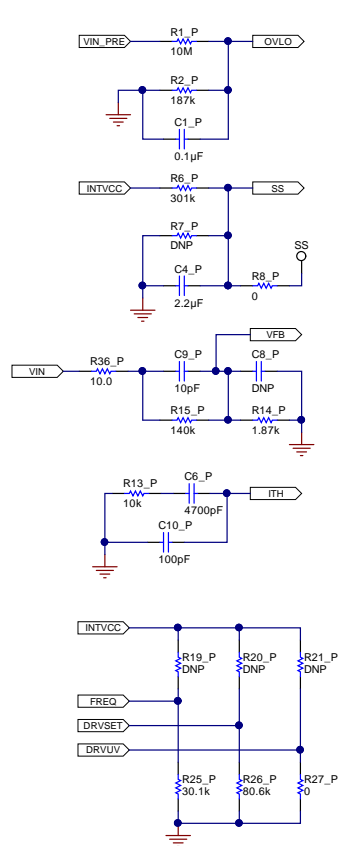 R1_P
VIN_PRE
OVLO
10M
R2_P
187k
C1_P
0.1µF
R6_P
INTVCC
SS
301k
R7_P
DNP
SS
C4_P
R8_P
2.2µF
0
VFB
C9_P
C8_P
R36_P
VIN
10.0
10pF
DNP
R15_P
R14_P
140k
1.87k
C6_P
R13_P
ITH
10k
4700pF
C10_P
100pF
INTVCC
R19_P
R20_P
R21_P
DNP
DNP
DNP
FREQ
DRVSET
DRVUV
R25_P
R26_P
R27_P
30.1k
80.6k
0